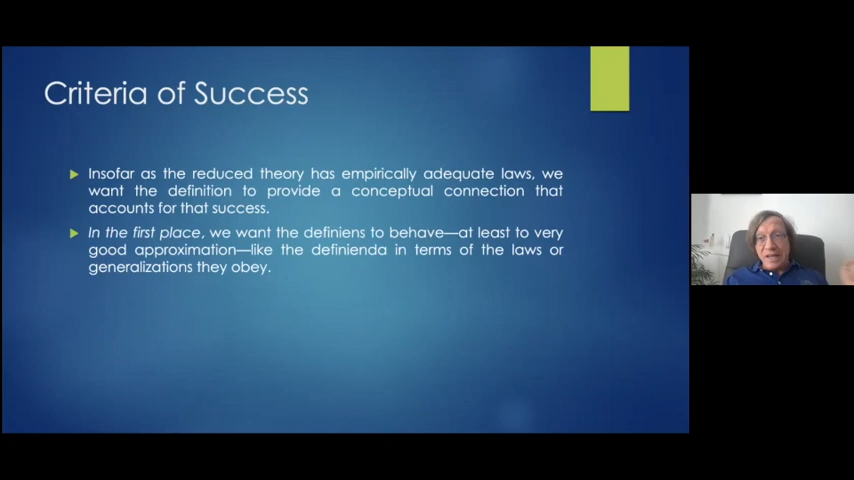 Criteria of Success
Insofar as the reduced theory has empirically adequate laws, we
want the definition to provide a conceptual connection that
accounts for that success.
In the first place, we want the definiens to behave—at least to very
good approximation—like the definienda in terms of the laws or
generalizations they obey.